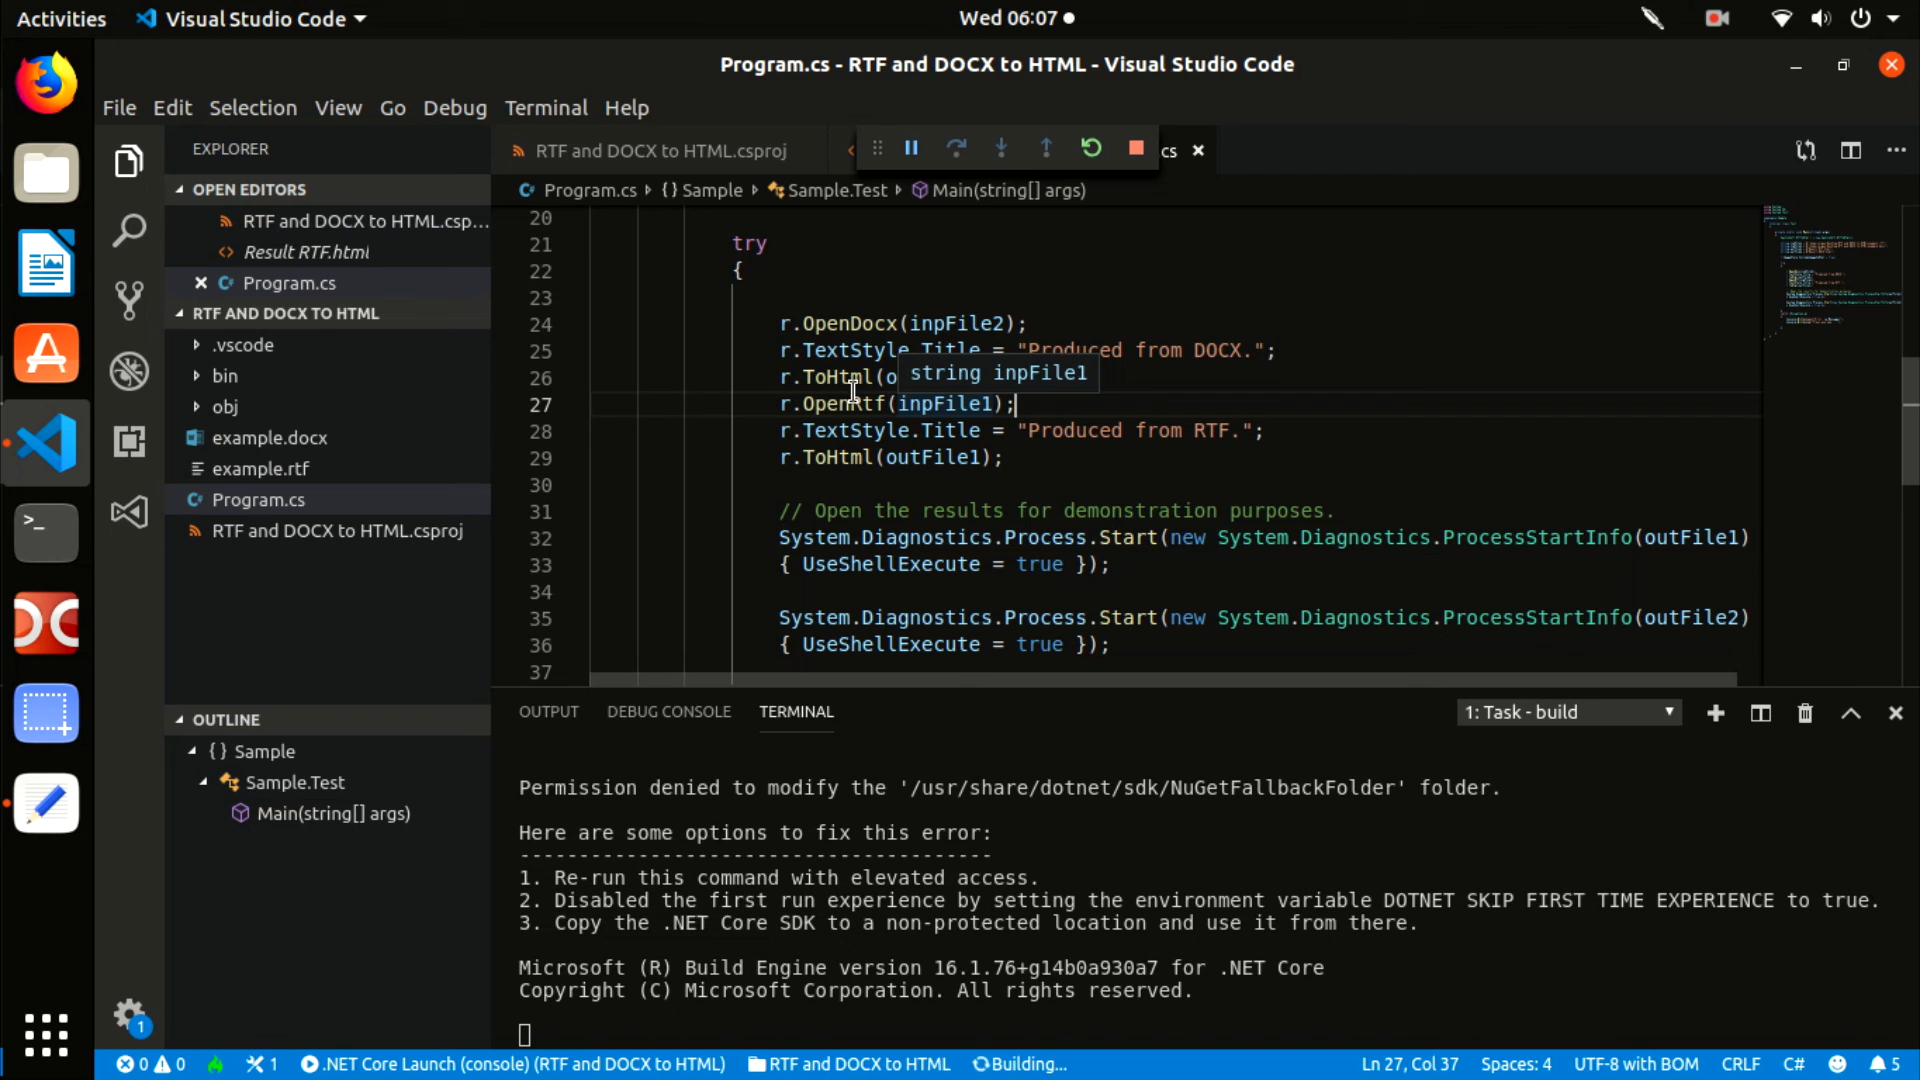 Activities
Visual Studio Code
Wed 06:07
Program.cs - RTF and DOCX to HTML - Visual Studio Code
File Edit Selection View Go Debug Terminal Help
EXPLORER
OPEN EDITORS
RTF and DOCX to HTML.csp...
Result RTF.html
Program.cs
RTF AND DOCX TO HTML
.vscode
bin
obj
example.docx
example.rtf
Program.cs
RTF and DOCX to HTML.csproj
OUTLINE
{ } Sample
Sample.Test
Main(string[] args)
RTF and DOCX to HTML.csproj
cs
Program.cs { } Sample Sample.Test Main(string[] args)
20
21 try
22 {
23
24 r.OpenDocx(inpFile2);
25 r.TextStyle.Title = "Produced from DOCX.";
26 r.ToHtml(o
string inpFile1
27 r.OpenRtf(inpFile1);
28 r.TextStyle.Title = "Produced from RTF.";
29 r.ToHtml(outFile1);
30
31 // Open the results for demonstration purposes.
32 System.Diagnostics.Process.Start(new System.Diagnostics.ProcessStartInfo(outFile1)
33 { UseShellExecute = true });
34
35 System.Diagnostics.Process.Start(new System.Diagnostics.ProcessStartInfo(outFile2)
36 { UseShellExecute = true });
37
OUTPUT DEBUG CONSOLE TERMINAL
1: Task - build
Permission denied to modify the '/usr/share/dotnet/sdk/NuGetFallbackFolder' folder.
Here are some options to fix this error:
----------------------------------------
1. Re-run this command with elevated access.
2. Disabled the first run experience by setting the environment variable DOTNET SKIP FIRST TIME EXPERIENCE to true.
3. Copy the .NET Core SDK to a non-protected location and use it from there.
Microsoft (R) Build Engine version 16.1.76+g14b0a930a7 for .NET Core
Copyright (C) Microsoft Corporation. All rights reserved.
1
0 0 1 .NET Core Launch (console) (RTF and DOCX to HTML) RTF and DOCX to HTML Building... Ln 27, Col 37 Spaces: 4 UTF-8 with BOM CRLF C# 5